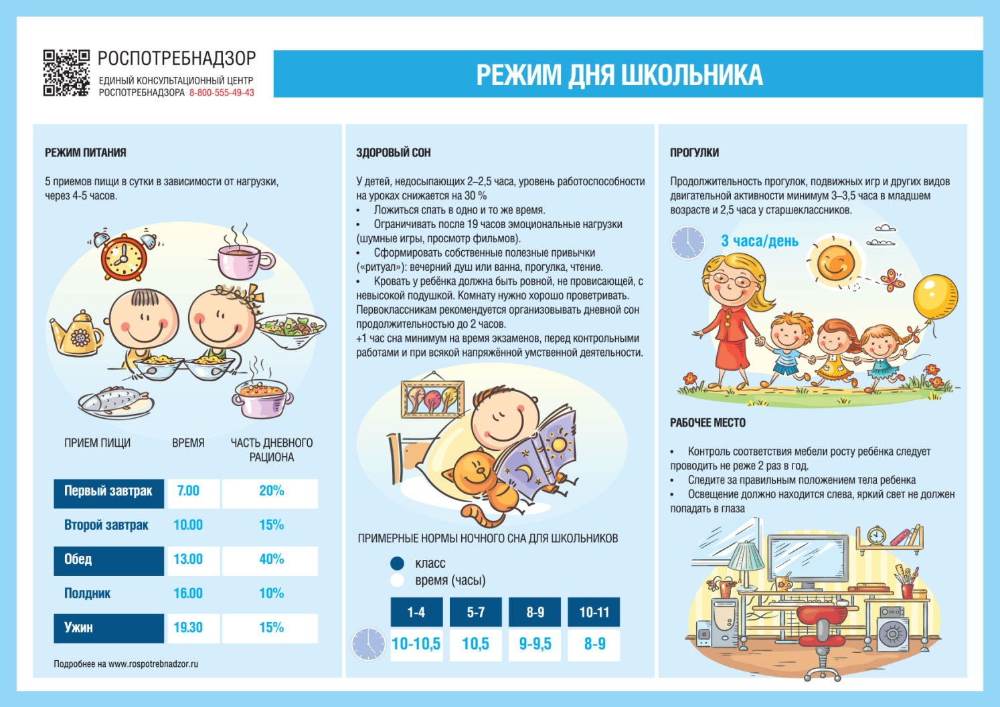 РОСПОТРЕБНАДЗОР
ЕДИНЫЙ КОНСУЛЬТАЦИОННЫЙ ЦЕНТР
РОСПОТРЕБНАДЗОРА 8-800-555-49-43
РЕЖИМ ДНЯ ШКОЛЬНИКА
РЕЖИМ ПИТАНИЯ
5 приемов пищи в сутки в зависимости от нагрузки,
через 4-5 часов.
ПРИЕМ ПИЩИ ВРЕМЯ ЧАСТЬ ДНЕВНОГО
РАЦИОНА
Первый завтрак 7.00 20%
Второй завтрак 10.00 15%
Обед 13.00 40%
Полдник 16.00 10%
Ужин 19.30 15%
Подробнее на www.rospotrebnadzor.ru
ЗДОРОВЫЙ СОН
У детей, недосыпающих 2–2,5 часа, уровень работоспособности
на уроках снижается на 30 %
• Ложиться спать в одно и то же время.
• Ограничивать после 19 часов эмоциональные нагрузки
(шумные игры, просмотр фильмов).
• Сформировать собственные полезные привычки
(«ритуал»): вечерний душ или ванна, прогулка, чтение.
• Кровать у ребёнка должна быть ровной, не провисающей, с
невысокой подушкой. Комнату нужно хорошо проветривать.
Первоклассникам рекомендуется организовывать дневной сон
продолжительностью до 2 часов.
+1 час сна минимум на время экзаменов, перед контрольными
работами и при всякой напряжённой умственной деятельности.
ПРИМЕРНЫЕ НОРМЫ НОЧНОГО СНА ДЛЯ ШКОЛЬНИКОВ
класс
время (часы)
1-4 5-7 8-9 10-11
10-10,5 10,5 9-9,5 8-9
ПРОГУЛКИ
Продолжительность прогулок, подвижных игр и других видов
двигательной активности минимум 3–3,5 часа в младшем
возрасте и 2,5 часа у старшеклассников.
3 часа/день
РАБОЧЕЕ МЕСТО
• Контроль соответствия мебели росту ребёнка следует
проводить не реже 2 раз в год.
• Следите за правильным положением тела ребенка
• Освещение должно находится слева, яркий свет не должен
попадать в глаза